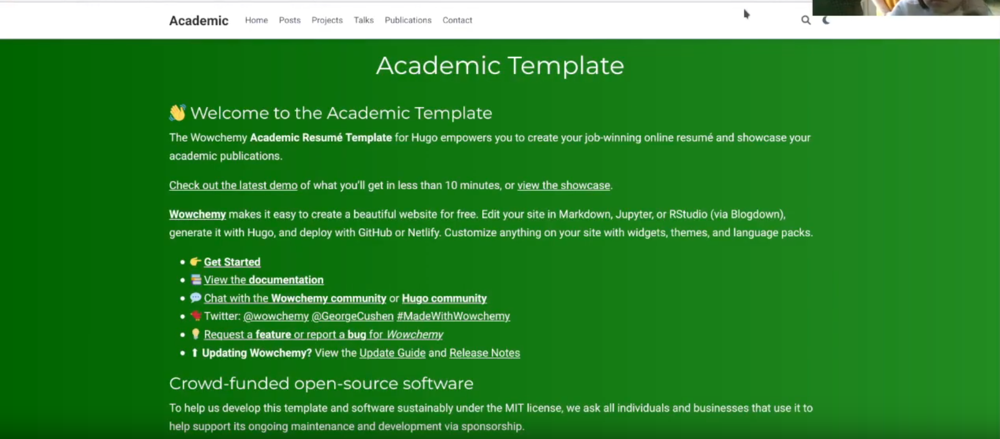 Academic Home Posts Projects Talks Publications Contact
Academic Template
👋 Welcome to the Academic Template
The Wowchemy Academic Resumé Template for Hugo empowers you to create your job-winning online resumé and showcase your
academic publications.
Check out the latest demo of what you'll get in less than 10 minutes, or view the showcase.
Wowchemy makes it easy to create a beautiful website for free. Edit your site in Markdown, Jupyter, or RStudio (via Blogdown),
generate it with Hugo, and deploy with GitHub or Netlify. Customize anything on your site with widgets, themes, and language packs.
• 👉 Get Started
• 📚 View the documentation
• 💬 Chat with the Wowchemy community or Hugo community
• 🐦 Twitter: @wowchemy @GeorgeCushen #MadeWithWowchemy
• 💡 Request a feature or report a bug for Wowchemy
• ⬆ Updating Wowchemy? View the Update Guide and Release Notes
Crowd-funded open-source software
To help us develop this template and software sustainably under the MIT license, we ask all individuals and businesses that use it to
help support its ongoing maintenance and development via sponsorship.